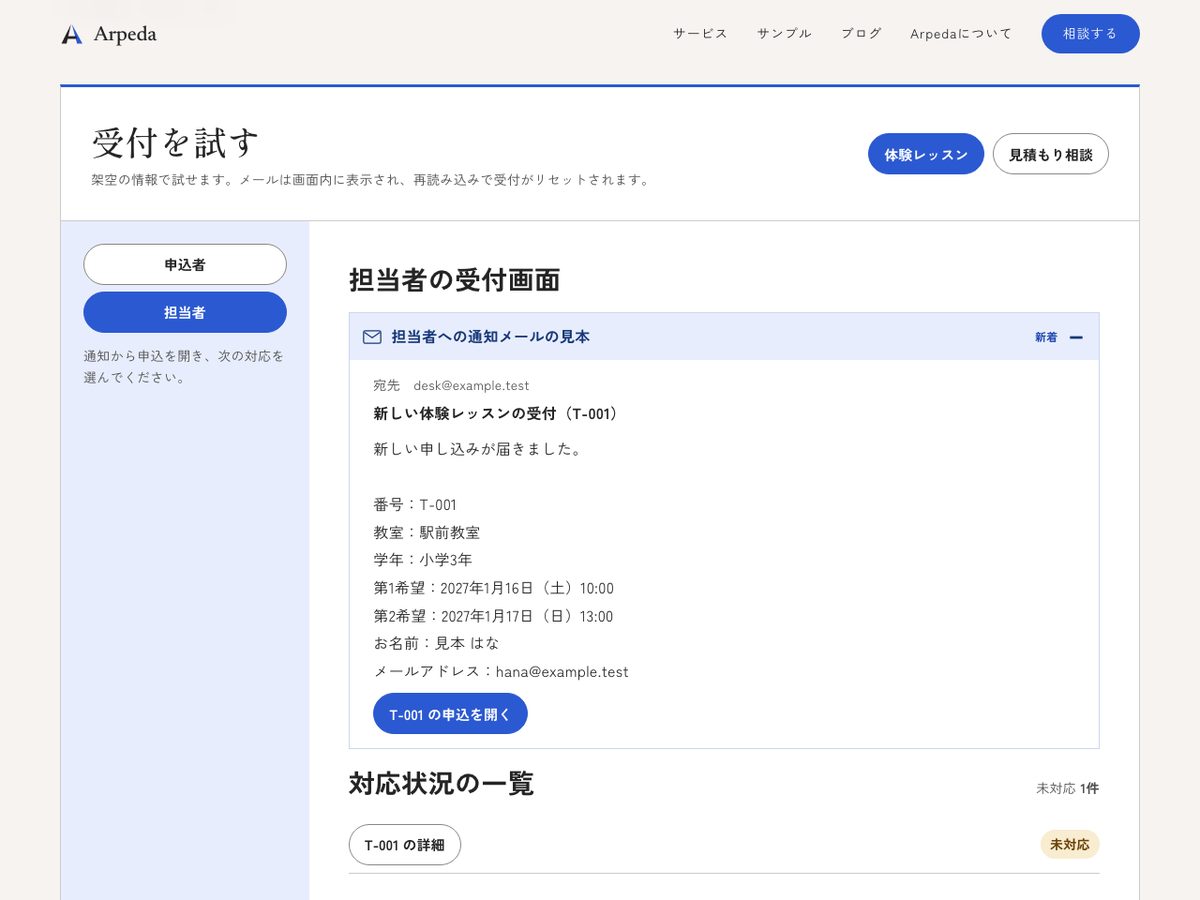 Arpeda
サービス
サンプル
ブログ
Arpedaについて
相談する
受付を試す
架空の情報で試せます。メールは画面内に表示され、再読み込みで受付がリセットされます。
体験レッスン
見積もり相談
申込者
担当者
通知から申込を開き、次の対応を
選んでください。
担当者の受付画面
担当者への通知メールの見本
新着
宛先 desk@example.test
新しい体験レッスンの受付（T-001）
新しい申し込みが届きました。
番号：T-001
教室：駅前教室
学年：小学3年
第1希望：2027年1月16日（土）10:00
第2希望：2027年1月17日（日）13:00
お名前：見本 はな
メールアドレス：hana@example.test
T-001 の申込を開く
対応状況の一覧
未対応 1件
T-001 の詳細
未対応